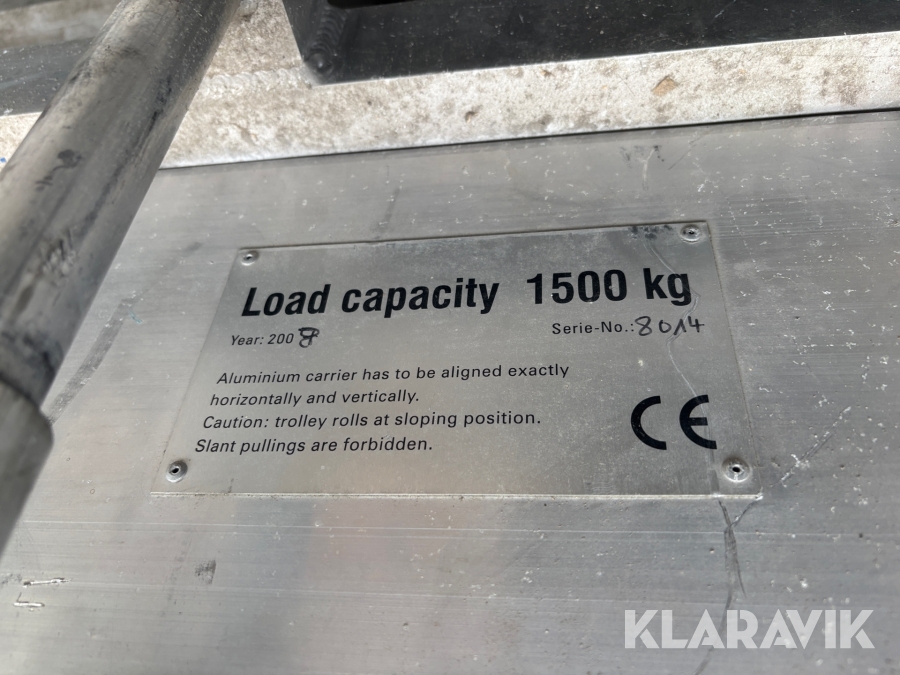 Load capacity 1500 kg
Year: 2008 Serie-No.: 8014
Aluminium carrier has to be aligned exactly
horizontally and vertically.
Caution: trolley rolls at sloping position.
Slant pullings are forbidden.
CE
KLARAVIK